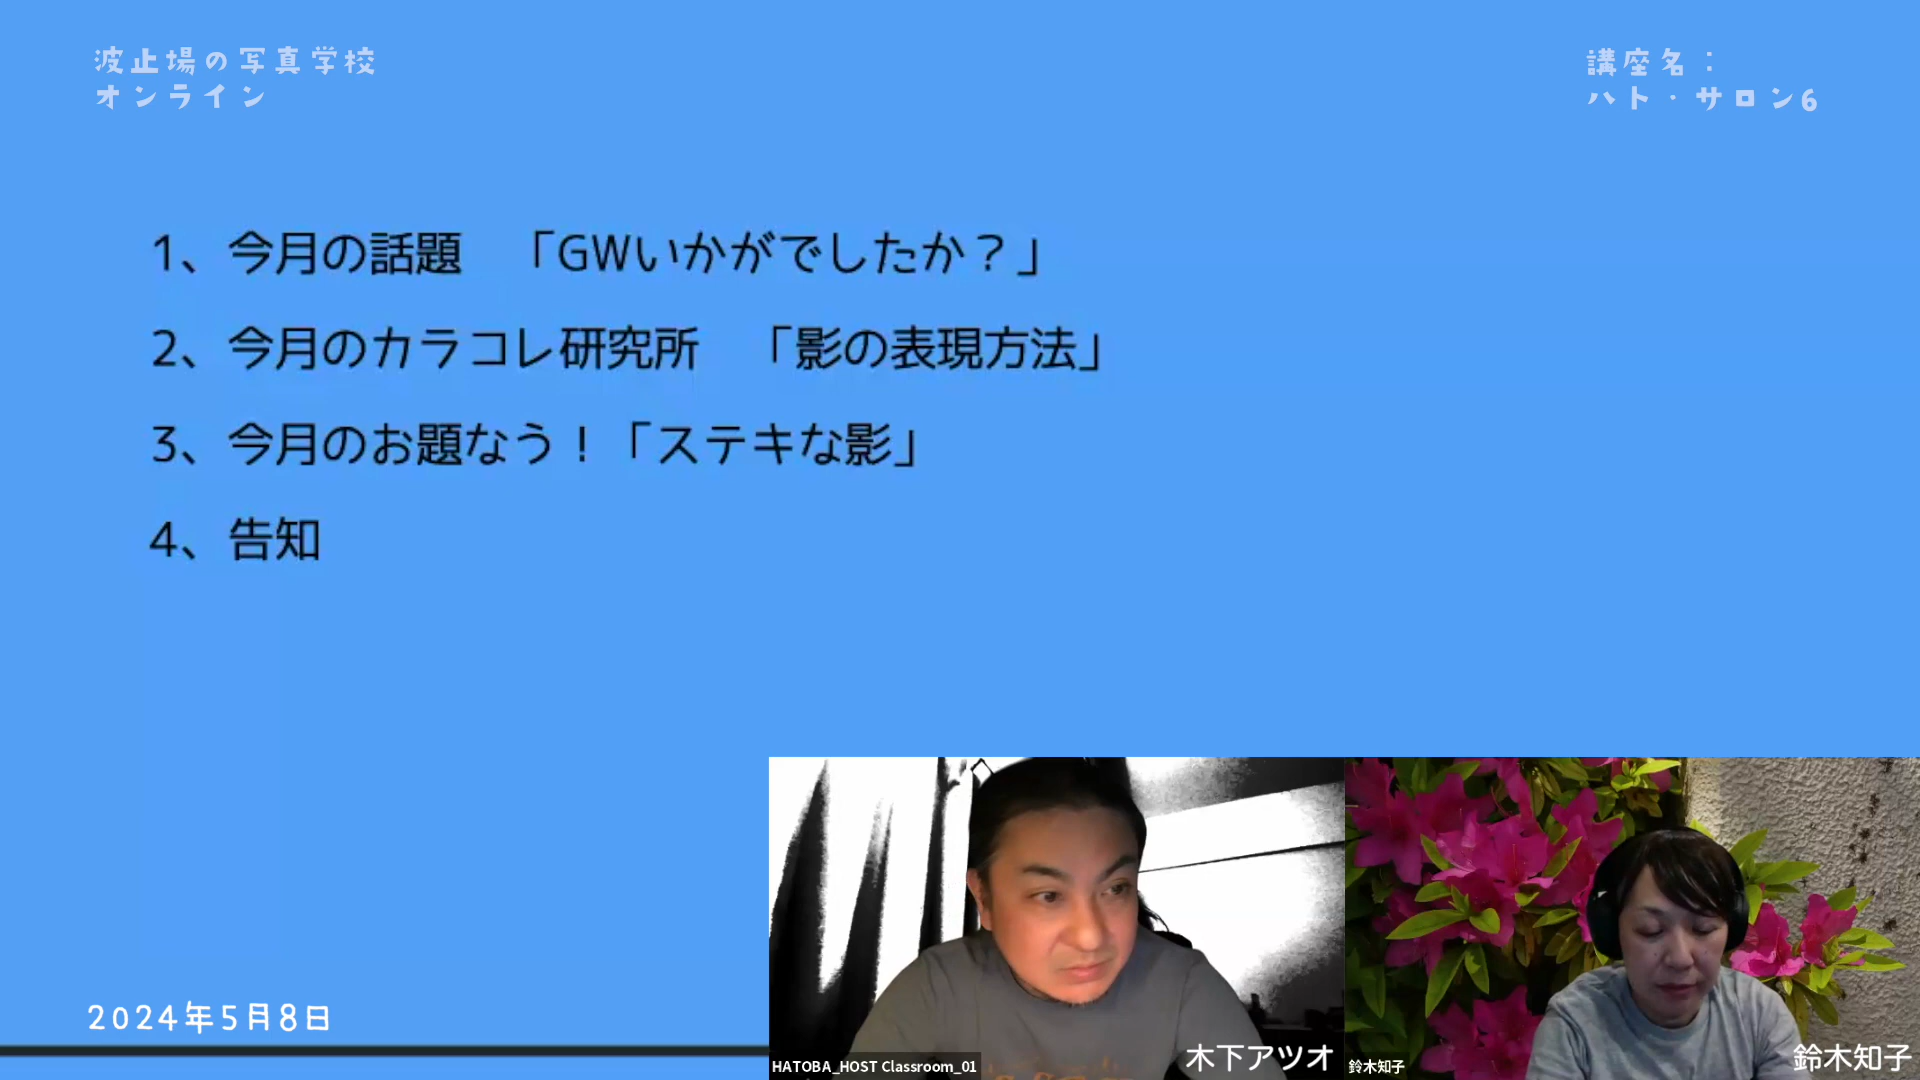 波止場の写真学校
オンライン
講座名：
ハト・サロン6
1、今月の話題　「GWいかがでしたか？」
2、今月のカラコレ研究所　「影の表現方法」
3、今月のお題なう！「ステキな影」
4、告知
2024年5月8日
HATOBA_HOST Classroom_01
木下アツオ
鈴木知子
鈴木知子